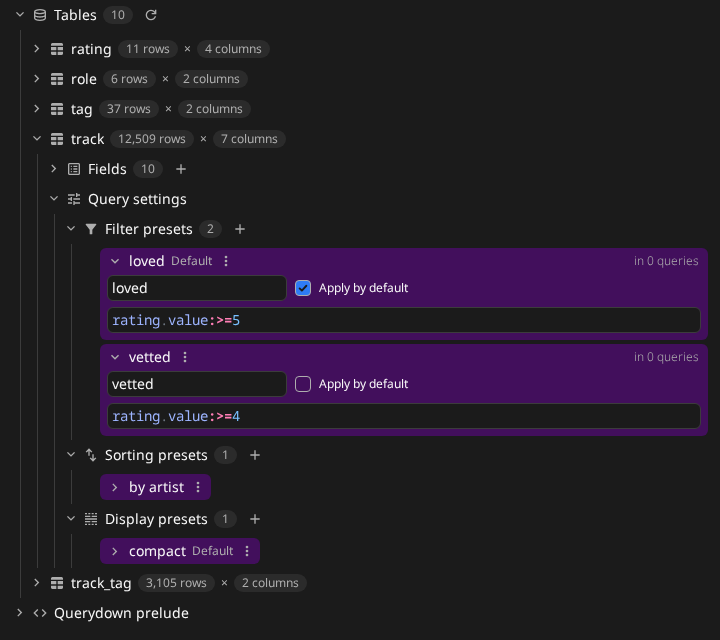 Tables 10
rating 11 rows × 4 columns
role 6 rows × 2 columns
tag 37 rows × 2 columns
track 12,509 rows × 7 columns
Fields 10 +
Query settings
Filter presets 2 +
loved Default in 0 queries
loved Apply by default
rating.value:>=5
vetted in 0 queries
vetted Apply by default
rating.value:>=4
Sorting presets 1 +
by artist
Display presets 1 +
compact Default
track_tag 3,105 rows × 2 columns
<> Querydown prelude